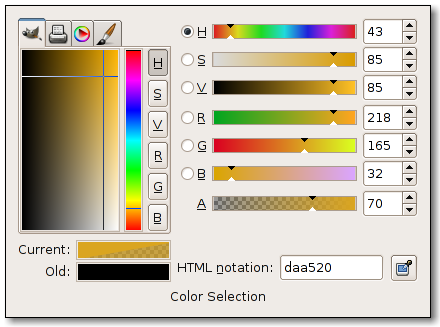 H 43
H S 85
S V 85
V R 218
R G 165
G B 32
B A 70
Current:
Old:
HTML notation: daa520
Color Selection